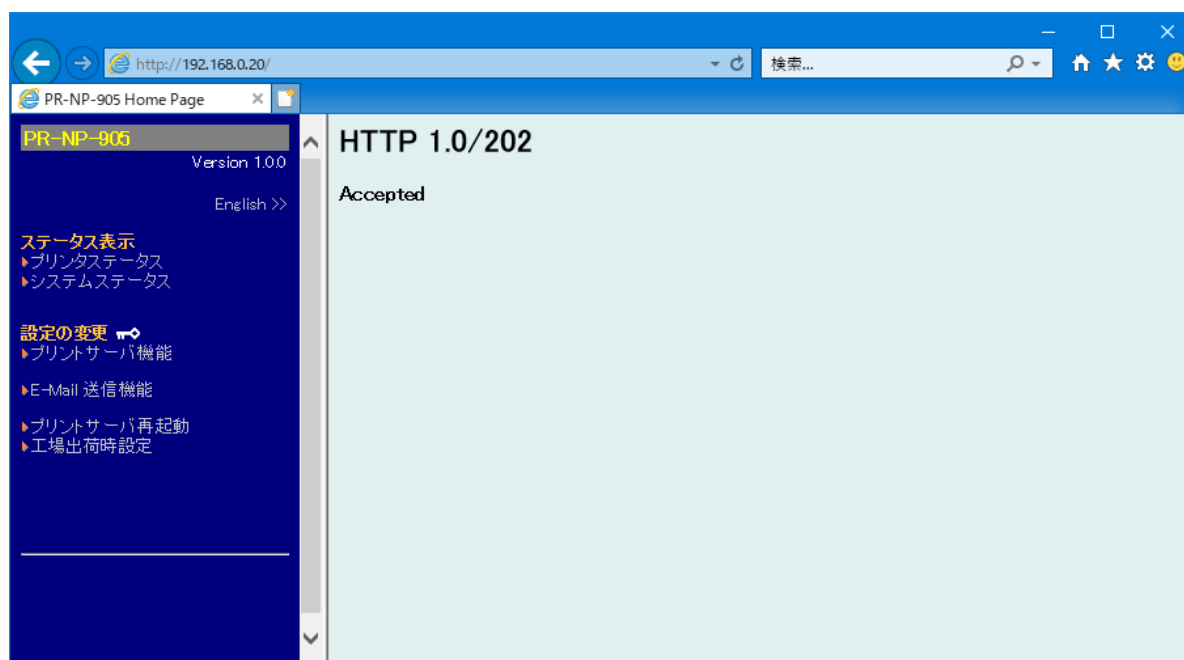 http://192.168.0.20/
検索...
PR-NP-905 Home Page
PR-NP-905
Version 1.0.0
English >>
ステータス表示
プリンタステータス
システムステータス
設定の変更
プリントサーバ機能
E-Mail 送信機能
プリントサーバ再起動
工場出荷時設定
HTTP 1.0/202
Accepted